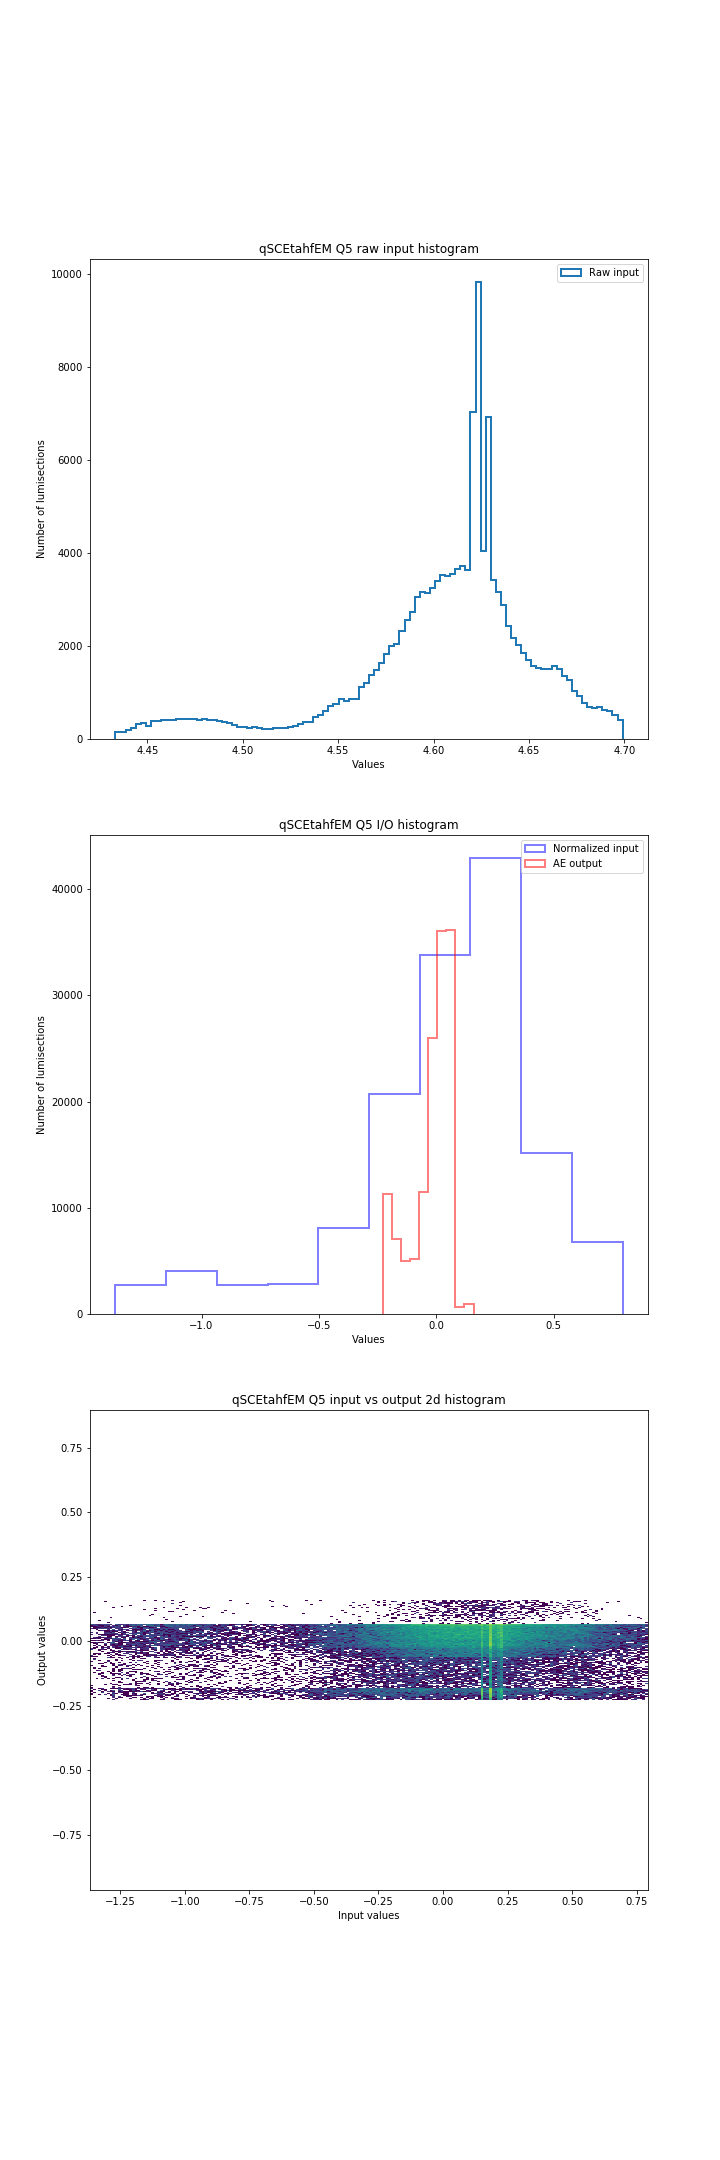 qSCEtahfEM Q5 raw input histogram
Raw input
10000
8000
6000
4000
2000
0
Number of lumisections
4.45 4.50 4.55 4.60 4.65 4.70
Values
qSCEtahfEM Q5 I/O histogram
Normalized input
AE output
40000
30000
20000
10000
0
Number of lumisections
−1.0 −0.5 0.0 0.5
Values
qSCEtahfEM Q5 input vs output 2d histogram
0.75
0.50
0.25
0.00
−0.25
−0.50
−0.75
Output values
−1.25 −1.00 −0.75 −0.50 −0.25 0.00 0.25 0.50 0.75
Input values